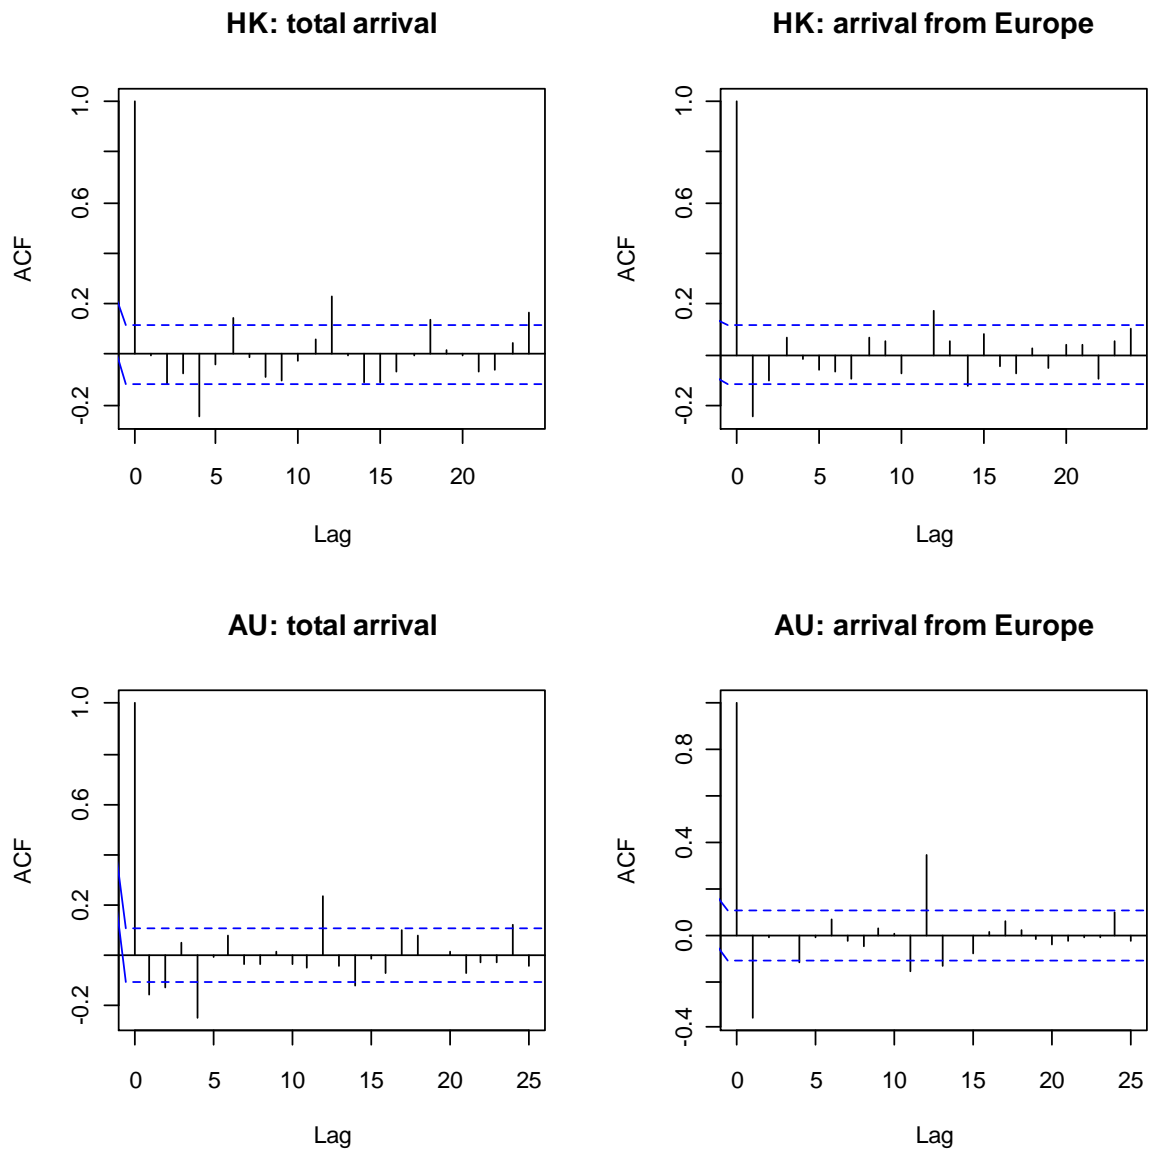 HK: total arrival
ACF
1.0
0.6
0.2
-0.2
0 5 10 15 20
Lag
HK: arrival from Europe
ACF
1.0
0.6
0.2
-0.2
0 5 10 15 20
Lag
AU: total arrival
ACF
1.0
0.6
0.2
-0.2
0 5 10 15 20 25
Lag
AU: arrival from Europe
ACF
0.8
0.4
0.0
-0.4
0 5 10 15 20 25
Lag